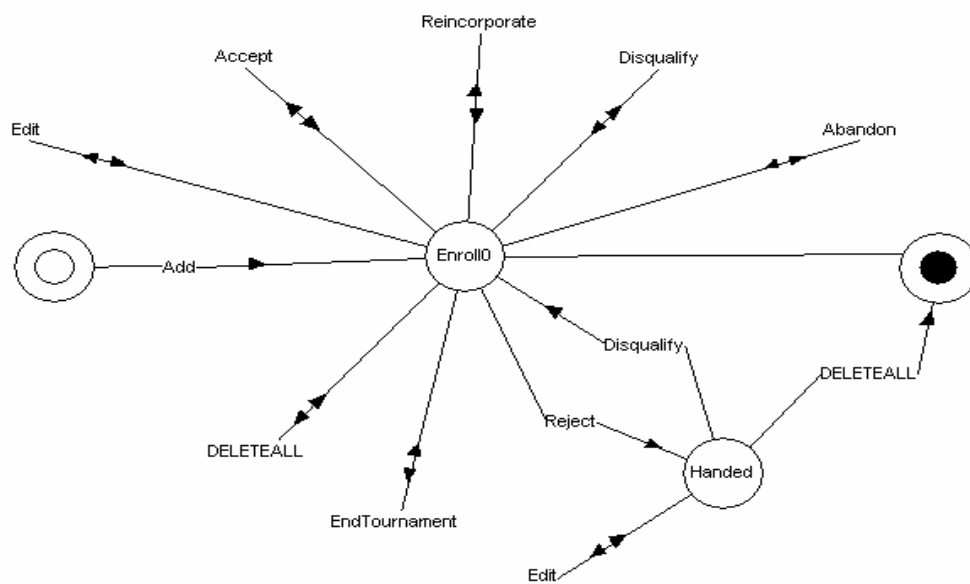 Reincorporate
Accept
Disqualify
Edit
Abandon
Enroll0
Add
Disqualify
DELETEALL
Reject
DELETEALL
Handed
EndTournament
Edit